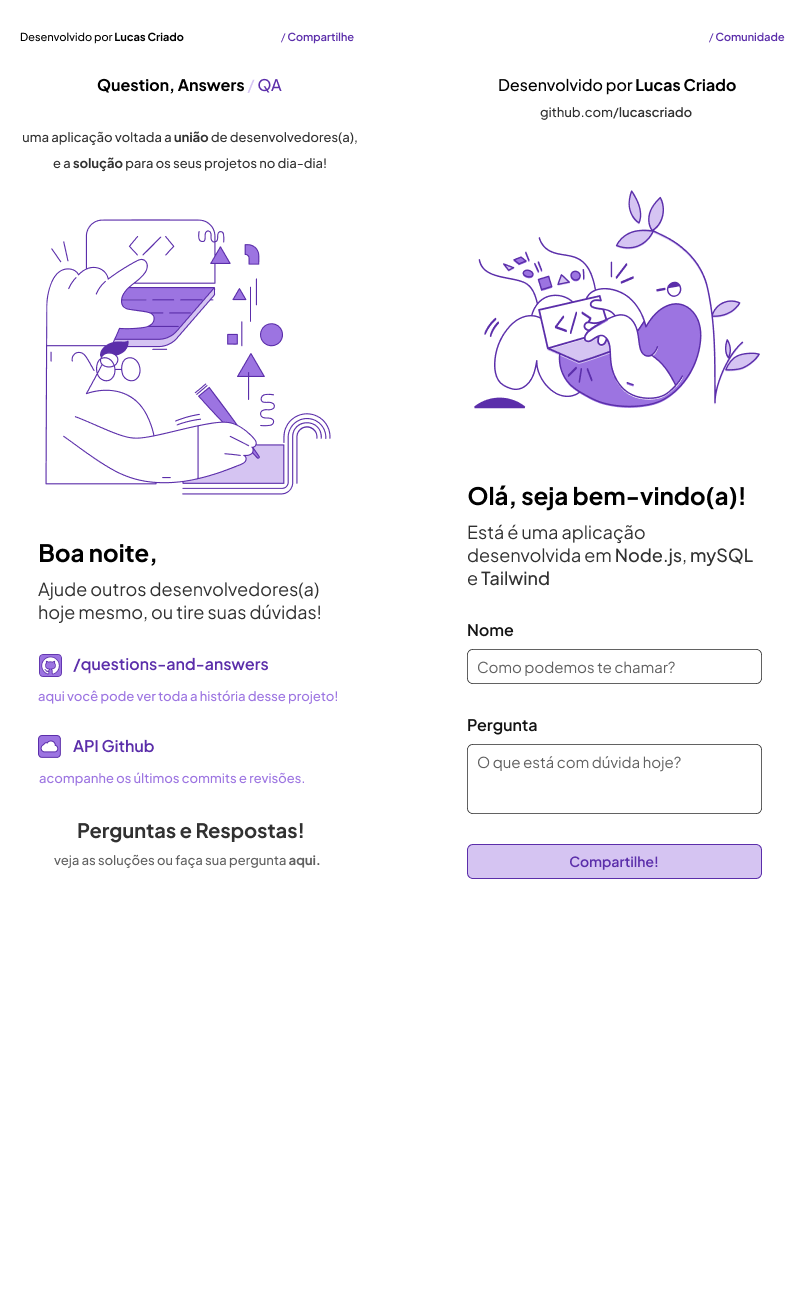 Desenvolvido por Lucas Criado
/ Compartilhe
Question, Answers / QA
uma aplicação voltada a união de desenvolvedores(a),
e a solução para os seus projetos no dia-dia!
</>
Boa noite,
Ajude outros desenvolvedores(a)
hoje mesmo, ou tire suas dúvidas!
/questions-and-answers
aqui você pode ver toda a história desse projeto!
API Github
acompanhe os últimos commits e revisões.
Perguntas e Respostas!
veja as soluções ou faça sua pergunta aqui.
/ Comunidade
Desenvolvido por Lucas Criado
github.com/lucascriado
</>
Olá, seja bem-vindo(a)!
Está é uma aplicação
desenvolvida em Node.js, mySQL
e Tailwind
Nome
Como podemos te chamar?
Pergunta
O que está com dúvida hoje?
Compartilhe!